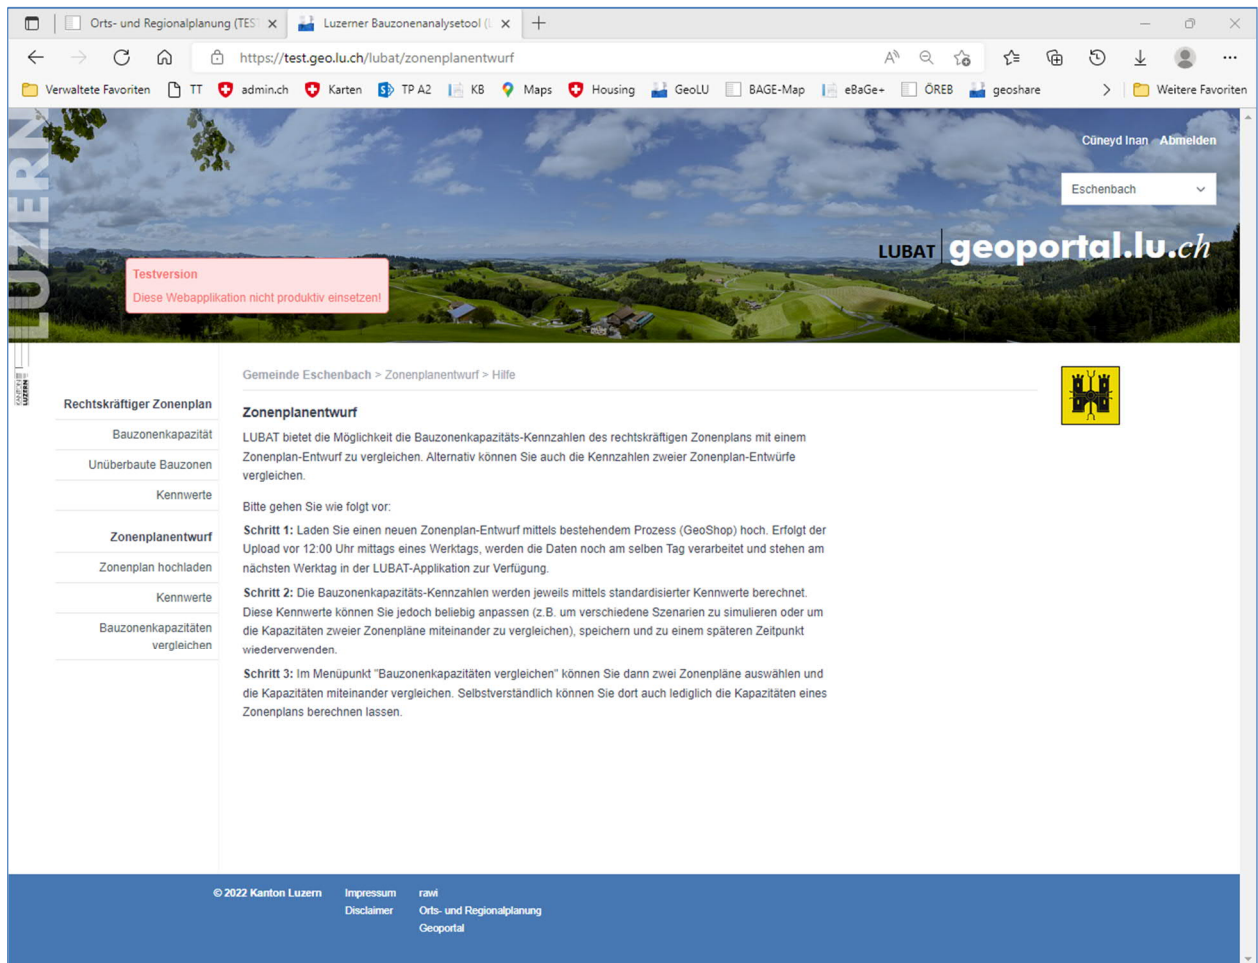 Orts- und Regionalplanung (TES
Luzerner Bauzonenanalysetool (L
https://test.geo.lu.ch/lubat/zonenplanentwurf
Verwaltete Favoriten
TT
admin.ch
Karten
TP A2
KB
Maps
Housing
GeoLU
BAGE-Map
eBaGe+
ÖREB
geoshare
Weitere Favoriten
LUZERN
Cüneyd Inan Abmelden
Eschenbach
LUBAT geoportal.lu.ch
Testversion
Diese Webapplikation nicht produktiv einsetzen!
KANTON
LUZERN
Rechtskräftiger Zonenplan
Bauzonenkapazität
Unüberbaute Bauzonen
Kennwerte
Zonenplanentwurf
Zonenplan hochladen
Kennwerte
Bauzonenkapazitäten
vergleichen
Gemeinde Eschenbach > Zonenplanentwurf > Hilfe
Zonenplanentwurf
LUBAT bietet die Möglichkeit die Bauzonenkapazitäts-Kennzahlen des rechtskräftigen Zonenplans mit einem
Zonenplan-Entwurf zu vergleichen. Alternativ können Sie auch die Kennzahlen zweier Zonenplan-Entwürfe
vergleichen.
Bitte gehen Sie wie folgt vor:
Schritt 1: Laden Sie einen neuen Zonenplan-Entwurf mittels bestehendem Prozess (GeoShop) hoch. Erfolgt der
Upload vor 12:00 Uhr mittags eines Werktags, werden die Daten noch am selben Tag verarbeitet und stehen am
nächsten Werktag in der LUBAT-Applikation zur Verfügung.
Schritt 2: Die Bauzonenkapazitäts-Kennzahlen werden jeweils mittels standardisierter Kennwerte berechnet.
Diese Kennwerte können Sie jedoch beliebig anpassen (z.B. um verschiedene Szenarien zu simulieren oder um
die Kapazitäten zweier Zonenpläne miteinander zu vergleichen), speichern und zu einem späteren Zeitpunkt
wiederverwenden.
Schritt 3: Im Menüpunkt "Bauzonenkapazitäten vergleichen" können Sie dann zwei Zonenpläne auswählen und
die Kapazitäten miteinander vergleichen. Selbstverständlich können Sie dort auch lediglich die Kapazitäten eines
Zonenplans berechnen lassen.
© 2022 Kanton Luzern
Impressum
Disclaimer
rawi
Orts- und Regionalplanung
Geoportal